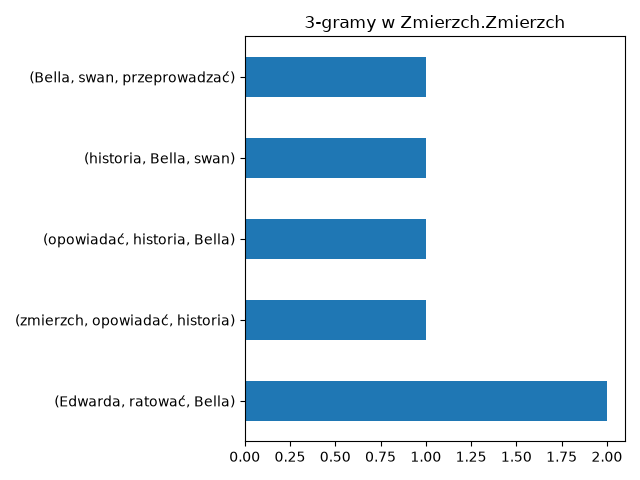 3-gramy w Zmierzch.Zmierzch
(Bella, swan, przeprowadzać)
(historia, Bella, swan)
(opowiadać, historia, Bella)
(zmierzch, opowiadać, historia)
(Edwarda, ratować, Bella)
0.00 0.25 0.50 0.75 1.00 1.25 1.50 1.75 2.00